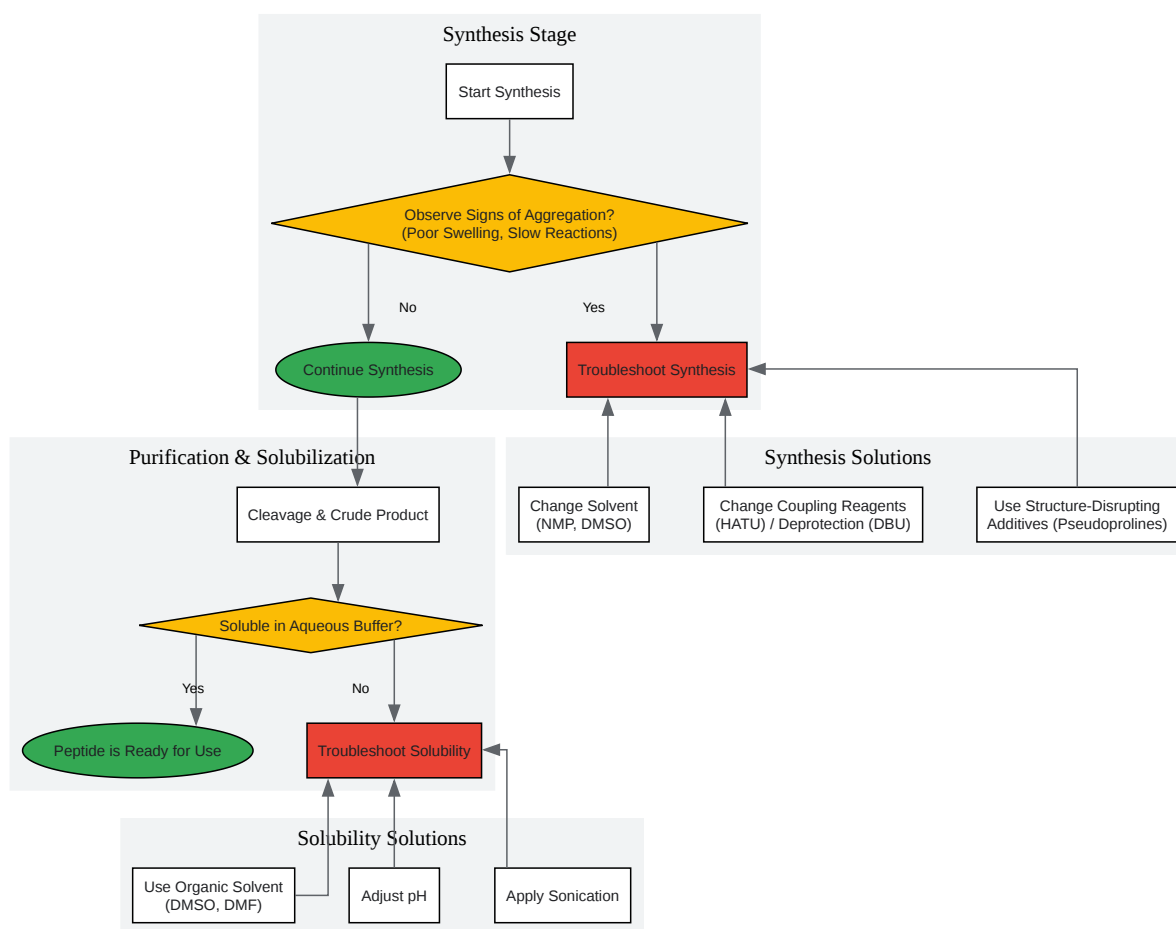 Synthesis Stage
Start Synthesis
Observe Signs of Aggregation?
(Poor Swelling, Slow Reactions)
No
Yes
Continue Synthesis
Troubleshoot Synthesis
Purification & Solubilization
Synthesis Solutions
Cleavage & Crude Product
Change Solvent
(NMP, DMSO)
Change Coupling Reagents
(HATU) / Deprotection (DBU)
Use Structure-Disrupting
Additives (Pseudoprolines)
Soluble in Aqueous Buffer?
Yes
No
Peptide is Ready for Use
Troubleshoot Solubility
Solubility Solutions
Use Organic Solvent
(DMSO, DMF)
Adjust pH
Apply Sonication